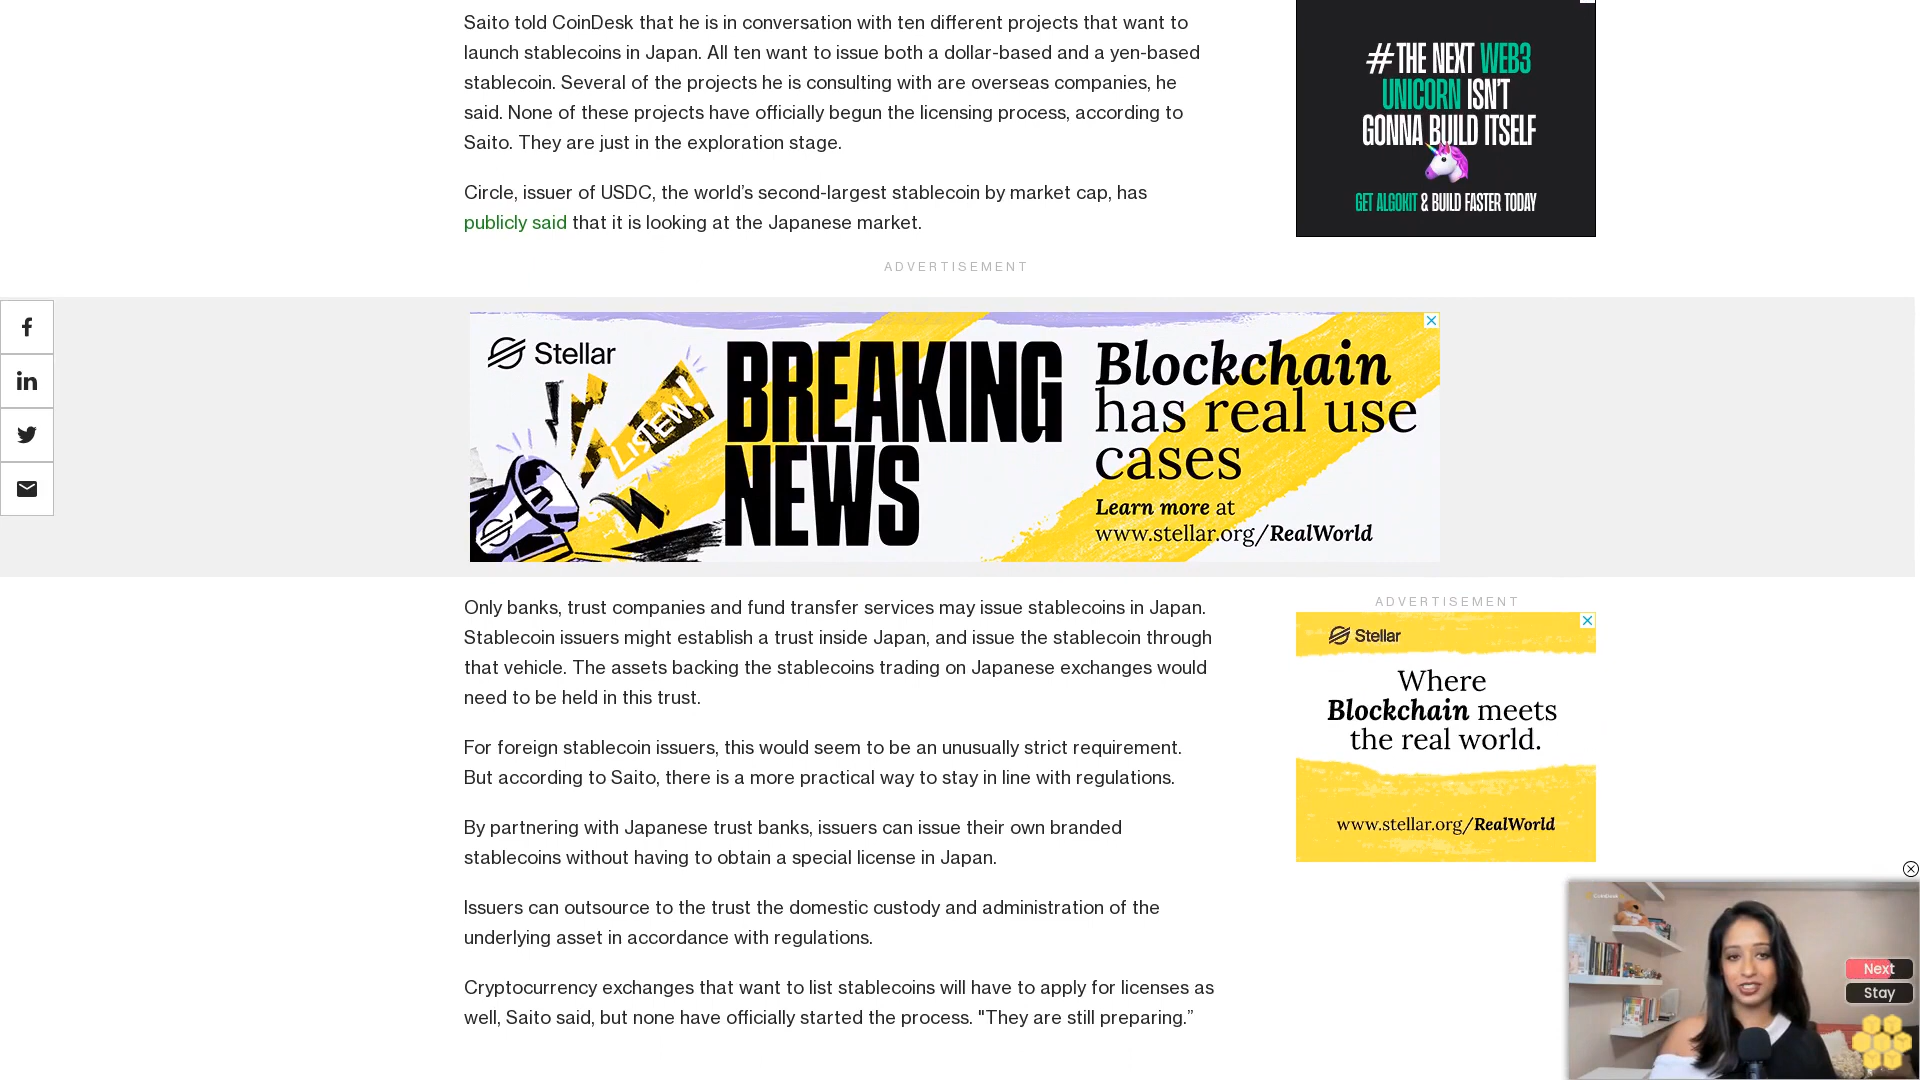 Saito told CoinDesk that he is in conversation with ten different projects that want to
launch stablecoins in Japan. All ten want to issue both a dollar-based and a yen-based
stablecoin. Several of the projects he is consulting with are overseas companies, he
said. None of these projects have officially begun the licensing process, according to
Saito. They are just in the exploration stage.
Circle, issuer of USDC, the world’s second-largest stablecoin by market cap, has
publicly said that it is looking at the Japanese market.
#THE NEXT WEB3
UNICORN ISN'T
GONNA BUILD ITSELF
GET ALGOKIT & BUILD FASTER TODAY
ADVERTISEMENT
Stellar
LISTEN!
BREAKING
NEWS
Blockchain
has real use
cases
Learn more at
www.stellar.org/RealWorld
Only banks, trust companies and fund transfer services may issue stablecoins in Japan.
Stablecoin issuers might establish a trust inside Japan, and issue the stablecoin through
that vehicle. The assets backing the stablecoins trading on Japanese exchanges would
need to be held in this trust.
For foreign stablecoin issuers, this would seem to be an unusually strict requirement.
But according to Saito, there is a more practical way to stay in line with regulations.
By partnering with Japanese trust banks, issuers can issue their own branded
stablecoins without having to obtain a special license in Japan.
Issuers can outsource to the trust the domestic custody and administration of the
underlying asset in accordance with regulations.
Cryptocurrency exchanges that want to list stablecoins will have to apply for licenses as
well, Saito said, but none have officially started the process. "They are still preparing.”
ADVERTISEMENT
Stellar
Where
Blockchain meets
the real world.
www.stellar.org/RealWorld
Next
Stay